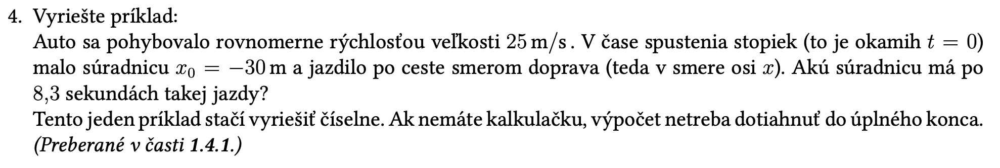 4. Vyriešte príklad:
Auto sa pohybovalo rovnomerne rýchlosťou veľkosti 25 m/s. V čase spustenia stopiek (to je okamih t = 0)
malo súradnicu x₀ = −30 m a jazdilo po ceste smerom doprava (teda v smere osi x). Akú súradnicu má po
8,3 sekundách takej jazdy?
Tento jeden príklad stačí vyriešiť číselne. Ak nemáte kalkulačku, výpočet netreba dotiahnuť do úplného konca.
(Preberané v časti 1.4.1.)